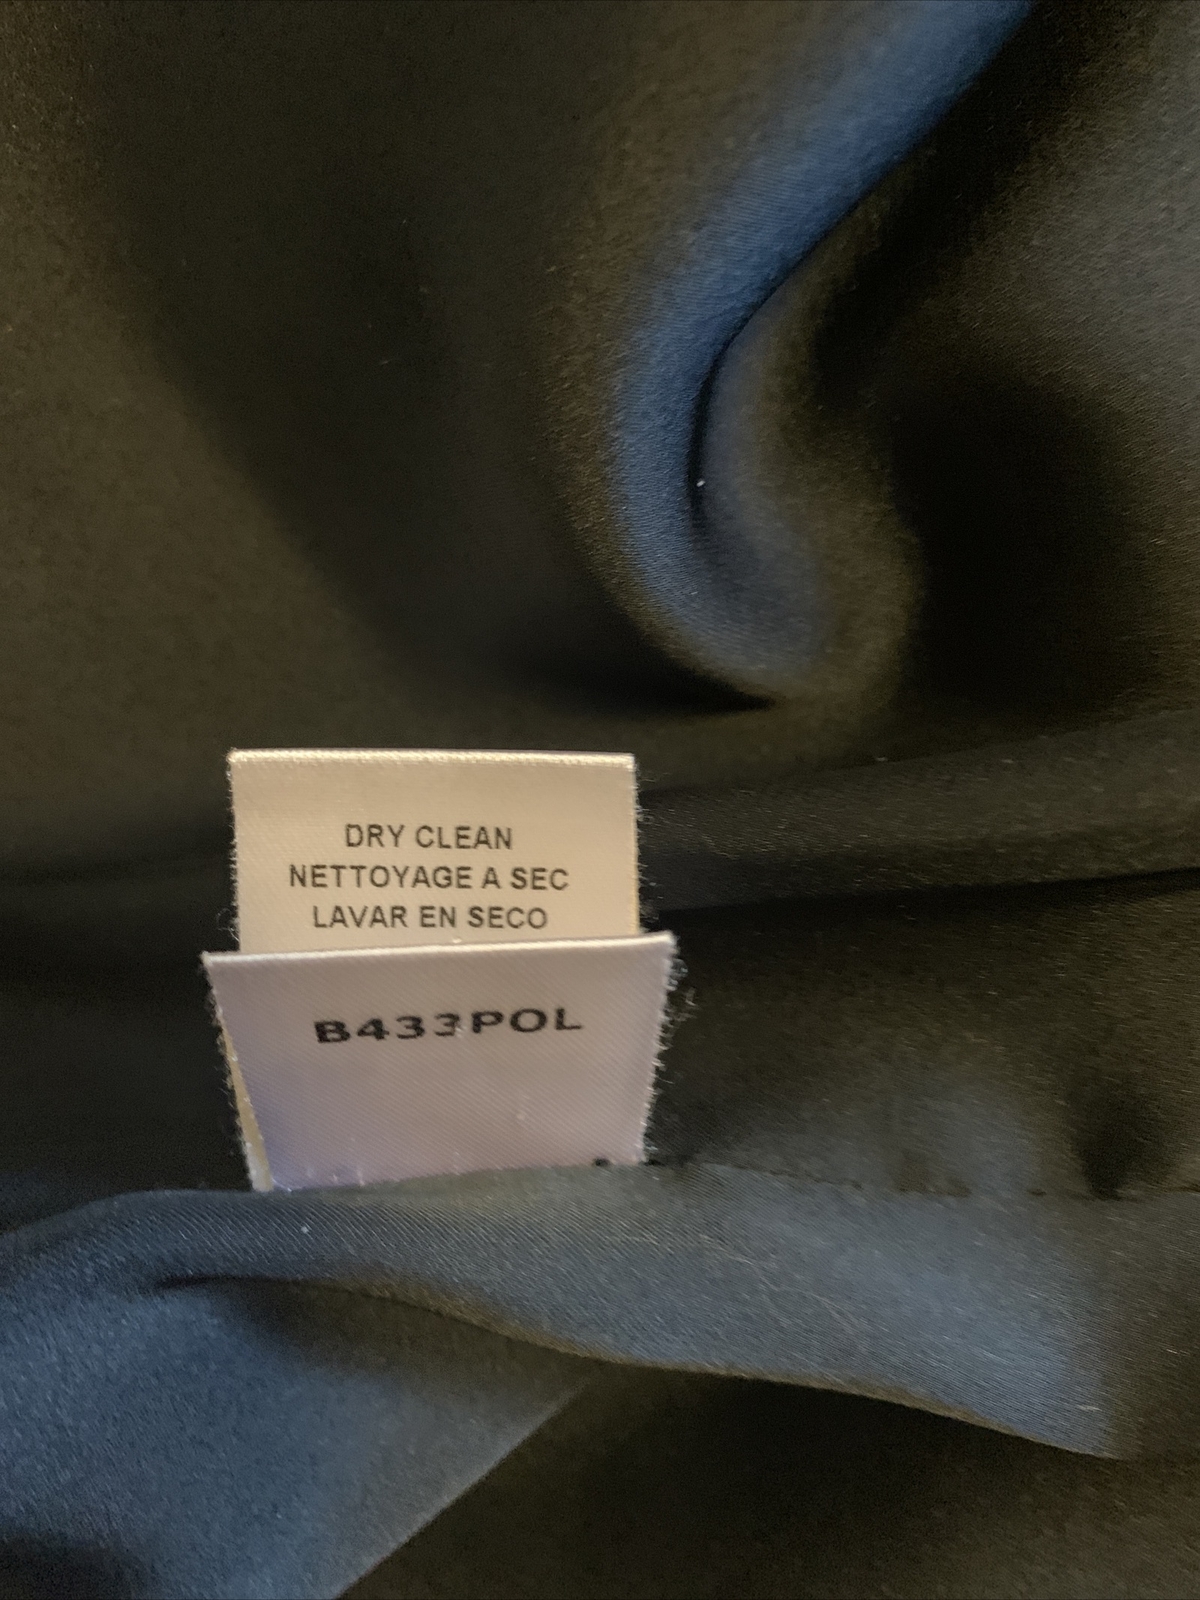 DRY CLEAN
NETTOYAGE A SEC
LAVAR EN SECO
B433POL